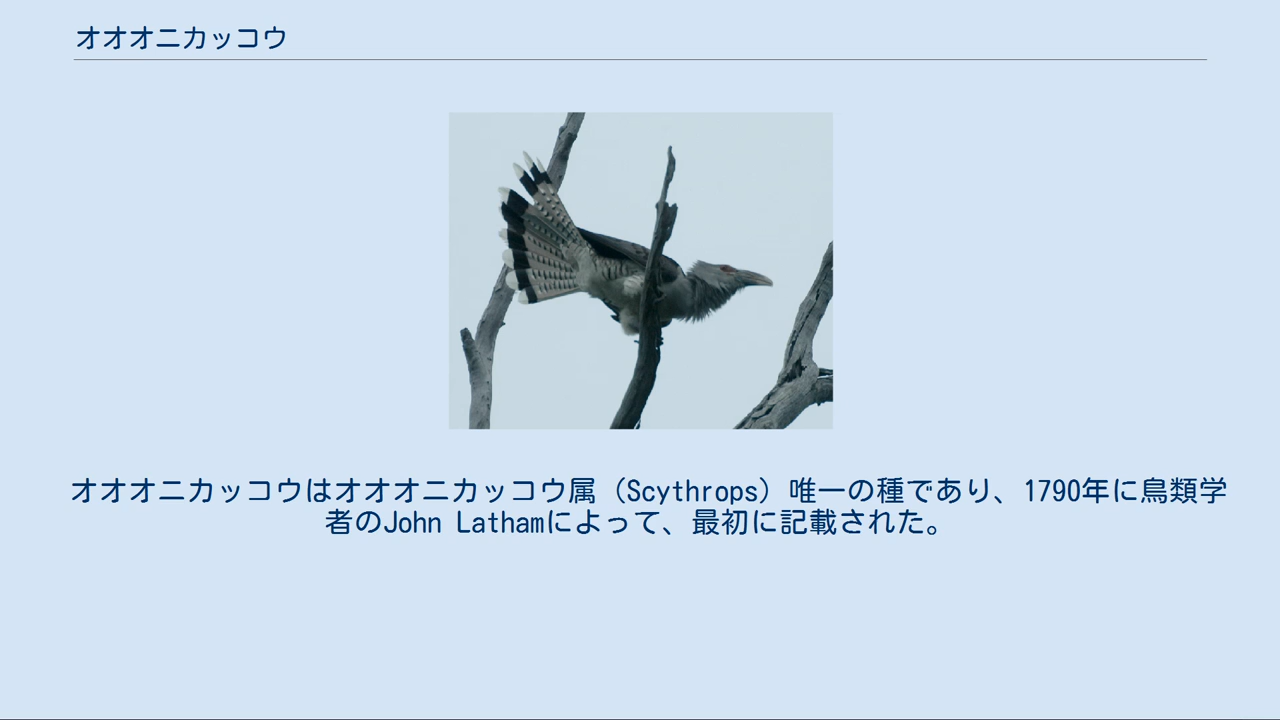 オオオニカッコウ
オオオニカッコウはオオオニカッコウ属（Scythrops）唯一の種であり、1790年に鳥類学
者のJohn Lathamによって、最初に記載された。